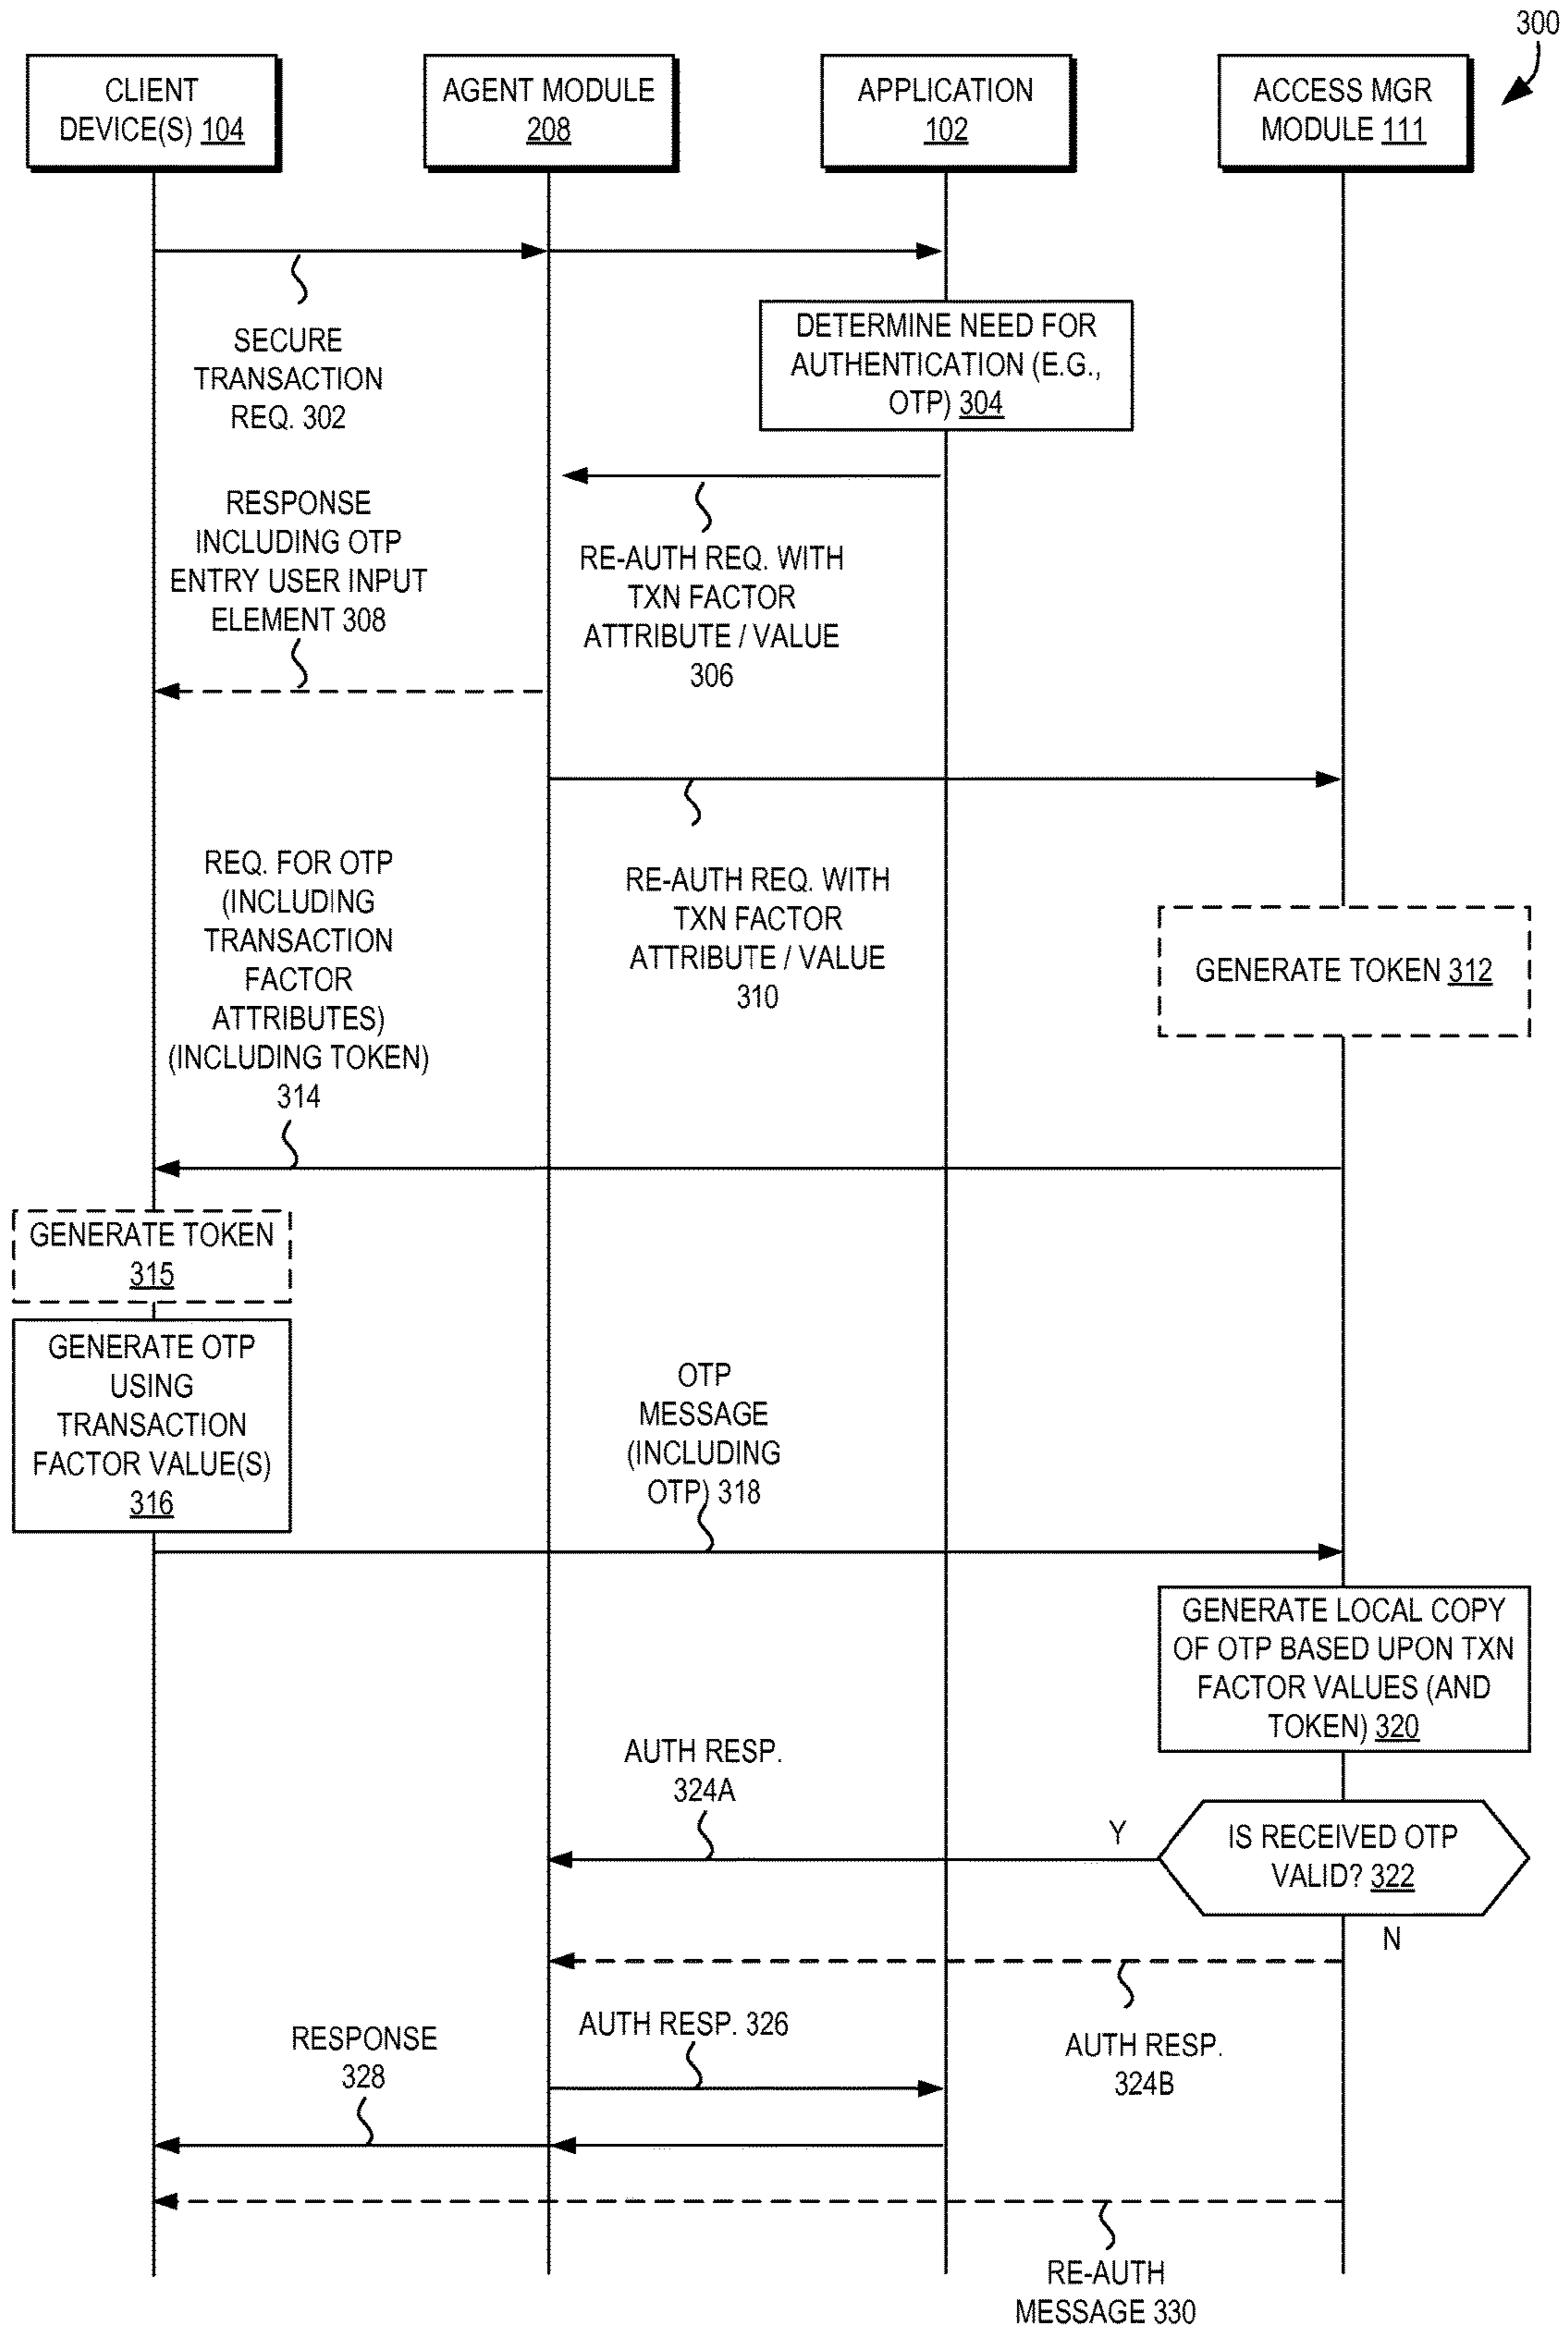 300
CLIENT
DEVICE(S) 104
AGENT MODULE
208
APPLICATION
102
ACCESS MGR
MODULE 111
SECURE
TRANSACTION
REQ. 302
DETERMINE NEED FOR
AUTHENTICATION (E.G.,
OTP) 304
RESPONSE
INCLUDING OTP
ENTRY USER INPUT
ELEMENT 308
RE-AUTH REQ. WITH
TXN FACTOR
ATTRIBUTE / VALUE
306
REQ. FOR OTP
(INCLUDING
TRANSACTION
FACTOR
ATTRIBUTES)
(INCLUDING TOKEN)
314
RE-AUTH REQ. WITH
TXN FACTOR
ATTRIBUTE / VALUE
310
GENERATE TOKEN 312
GENERATE TOKEN
315
GENERATE OTP
USING
TRANSACTION
FACTOR VALUE(S)
316
OTP
MESSAGE
(INCLUDING
OTP) 318
GENERATE LOCAL COPY
OF OTP BASED UPON TXN
FACTOR VALUES (AND
TOKEN) 320
AUTH RESP.
324A
Y
IS RECEIVED OTP
VALID? 322
N
AUTH RESP. 326
RESPONSE
328
AUTH RESP.
324B
RE-AUTH
MESSAGE 330